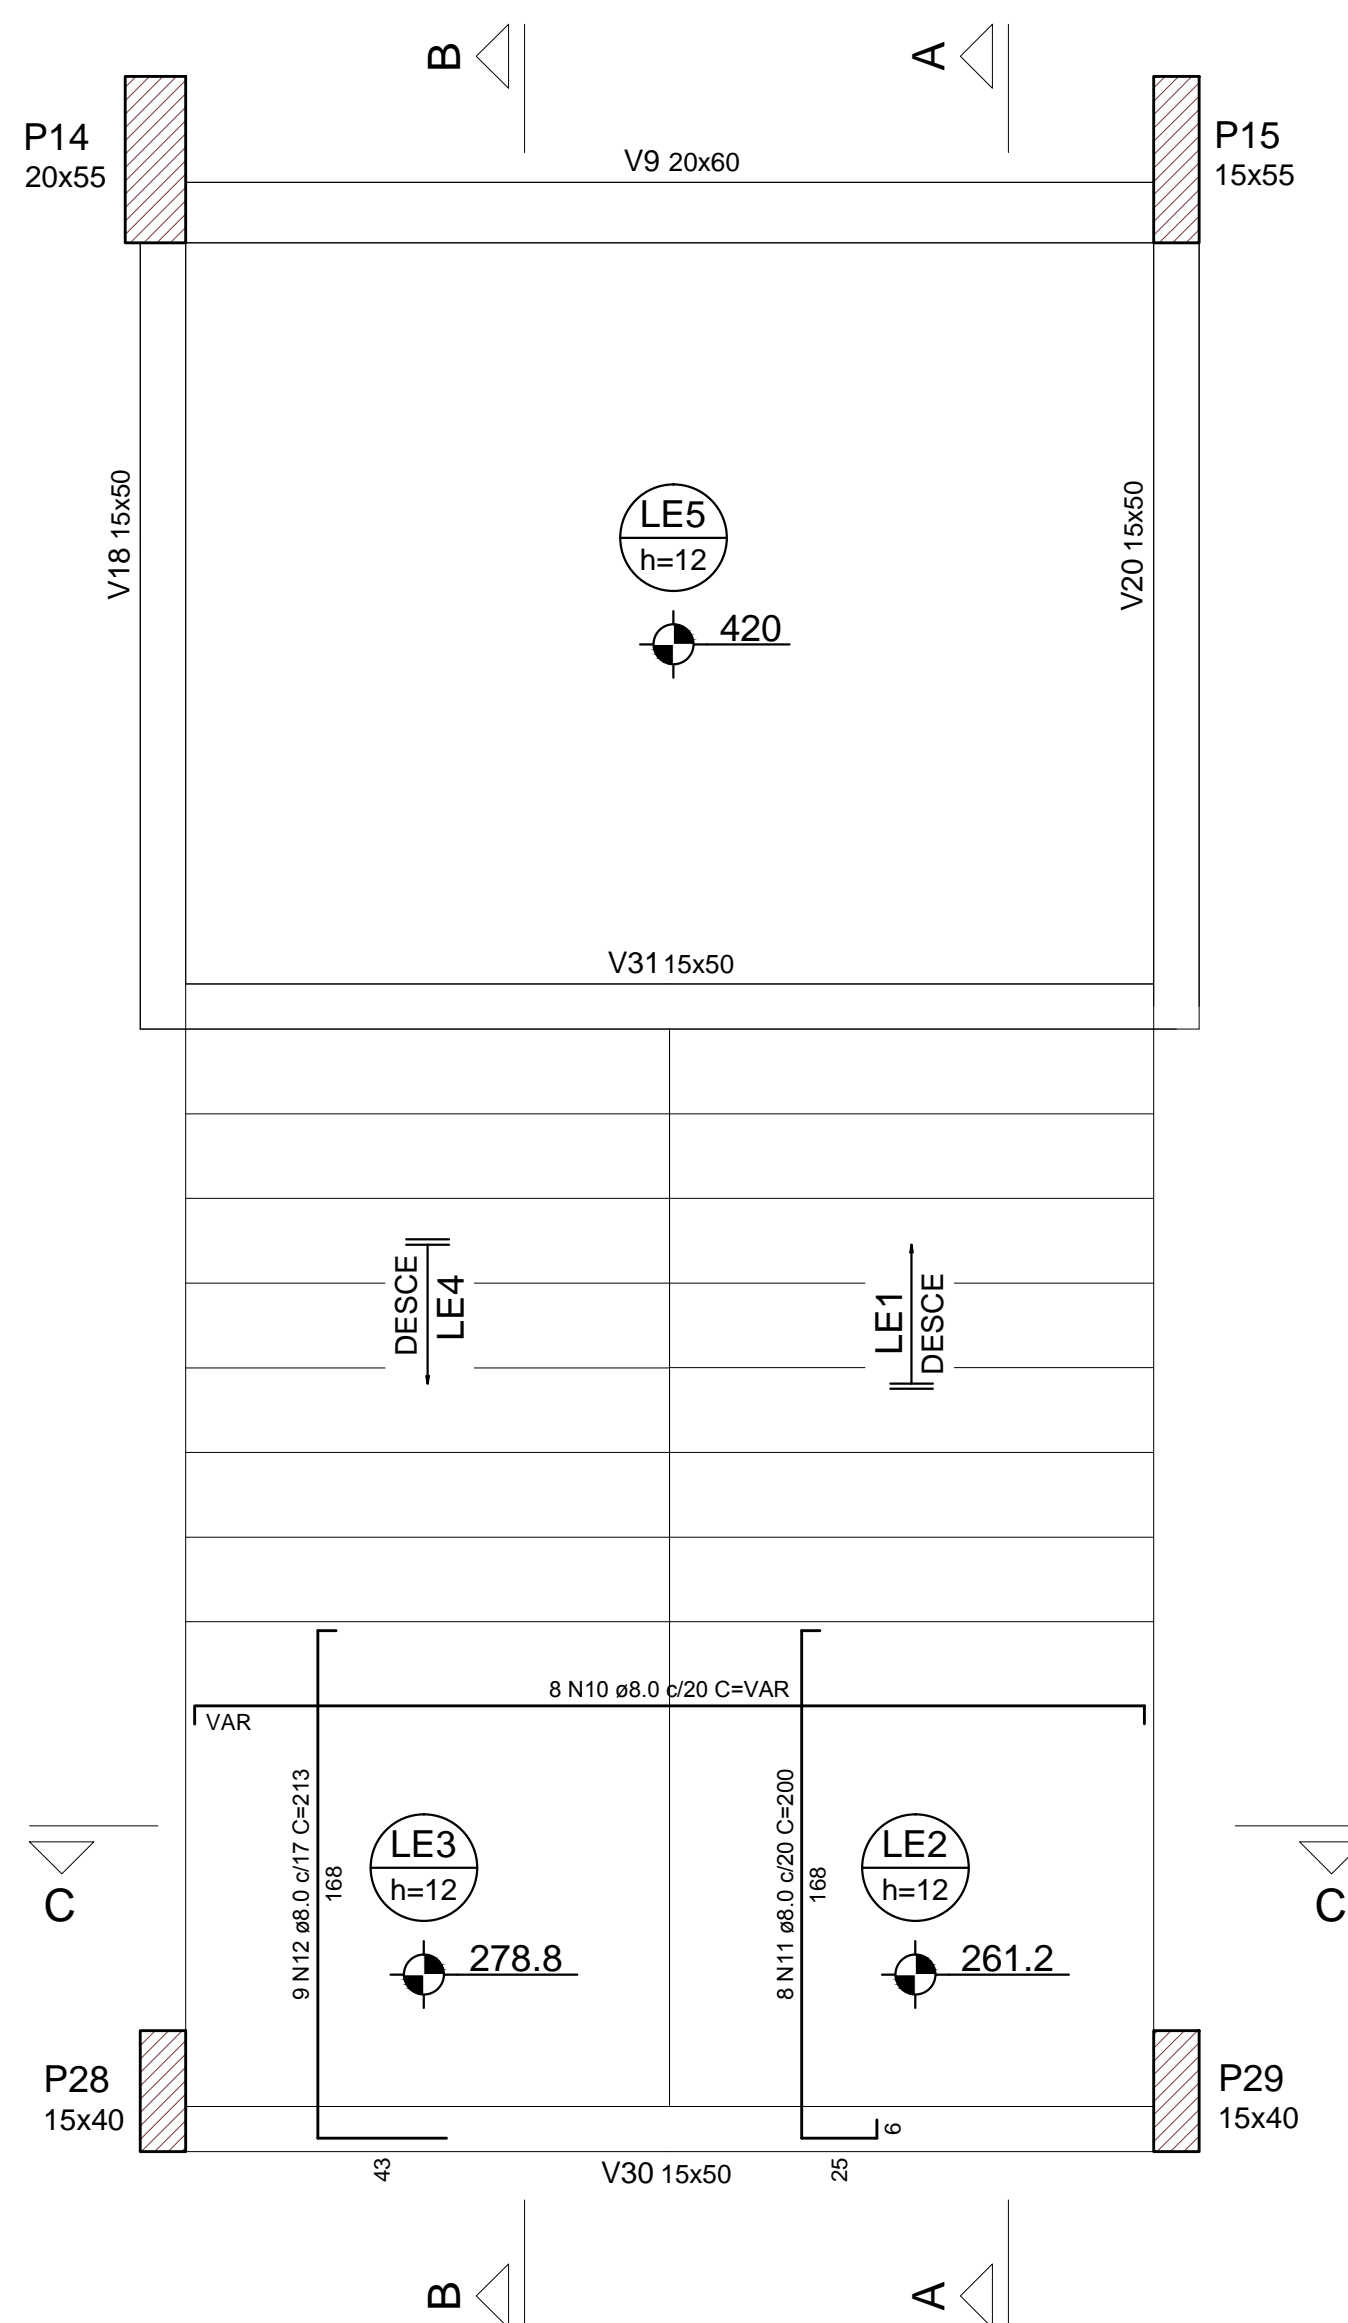 B
A
P14
20x55
P15
15x55
V9 20x60
V18 15x50
V20 15x50
LE5
h=12
420
V31 15x50
DESCE
LE4
LE1
DESCE
8 N10 ø8.0 c/20 C=VAR
VAR
9 N12 ø8.0 c/17 C=213
168
8 N11 ø8.0 c/20 C=200
168
LE3
h=12
LE2
h=12
C
C
278.8
261.2
P28
15x40
P29
15x40
6
43
V30 15x50
25
B
A